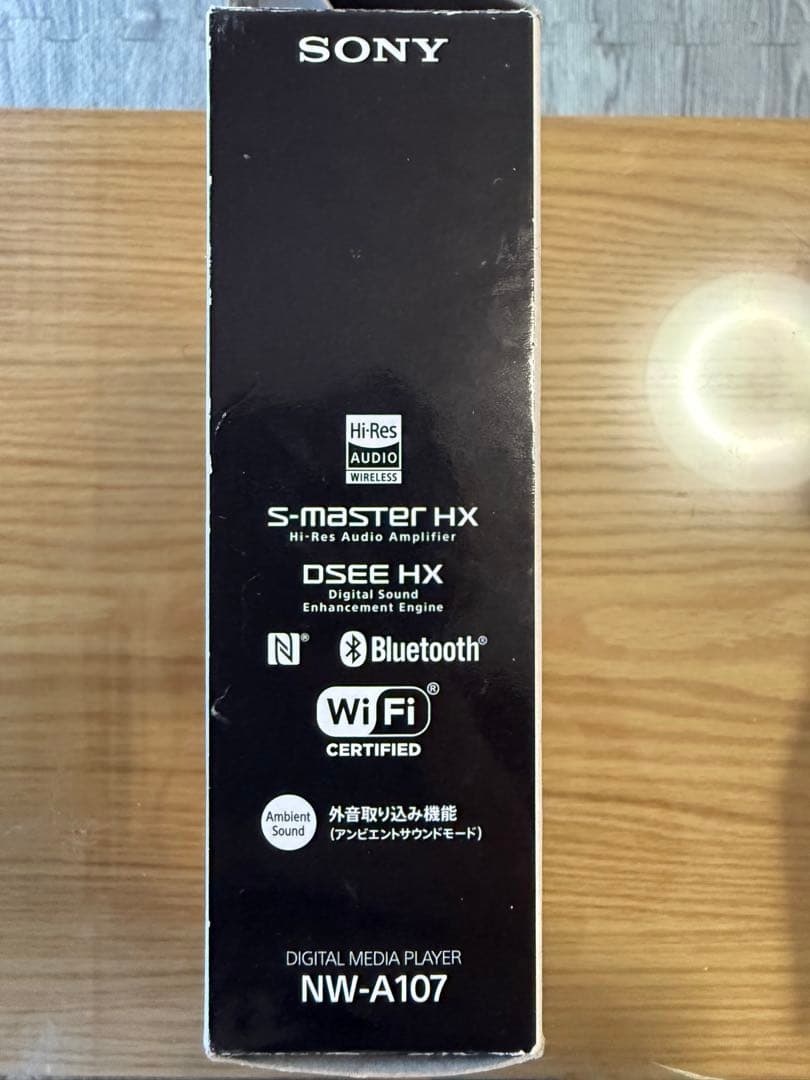 SONY
Hi-Res
AUDIO
WIRELESS
S-MASTER HX
Hi-Res Audio Amplifier
DSEE HX
Digital Sound
Enhancement Engine
N® Bluetooth®
Wi Fi®
CERTIFIED
Ambient
Sound
外音取り込み機能
(アンビエントサウンドモード)
DIGITAL MEDIA PLAYER
NW-A107